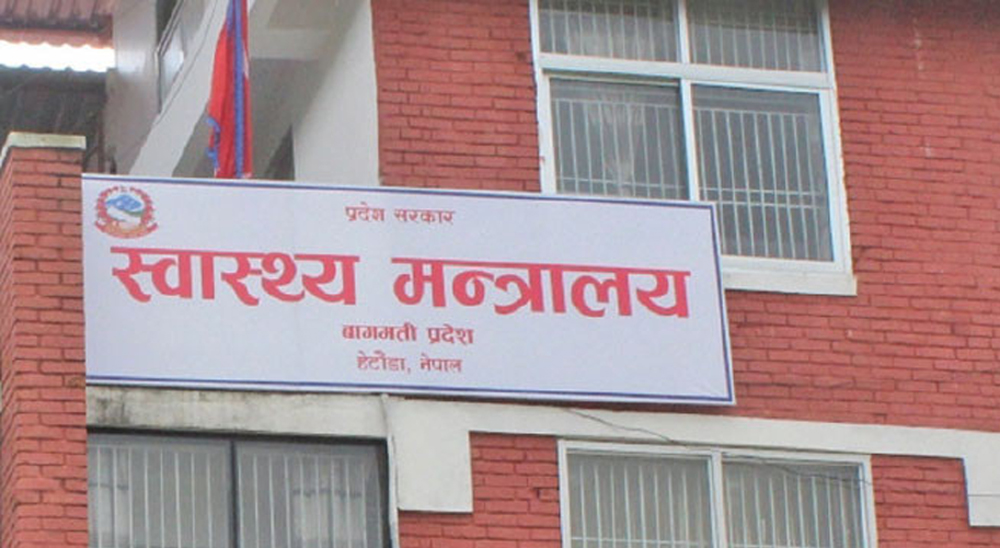 प्रदेश सरकार
स्वास्थ्य मन्त्रालय
बागमती प्रदेश
हेटौंडा, नेपाल